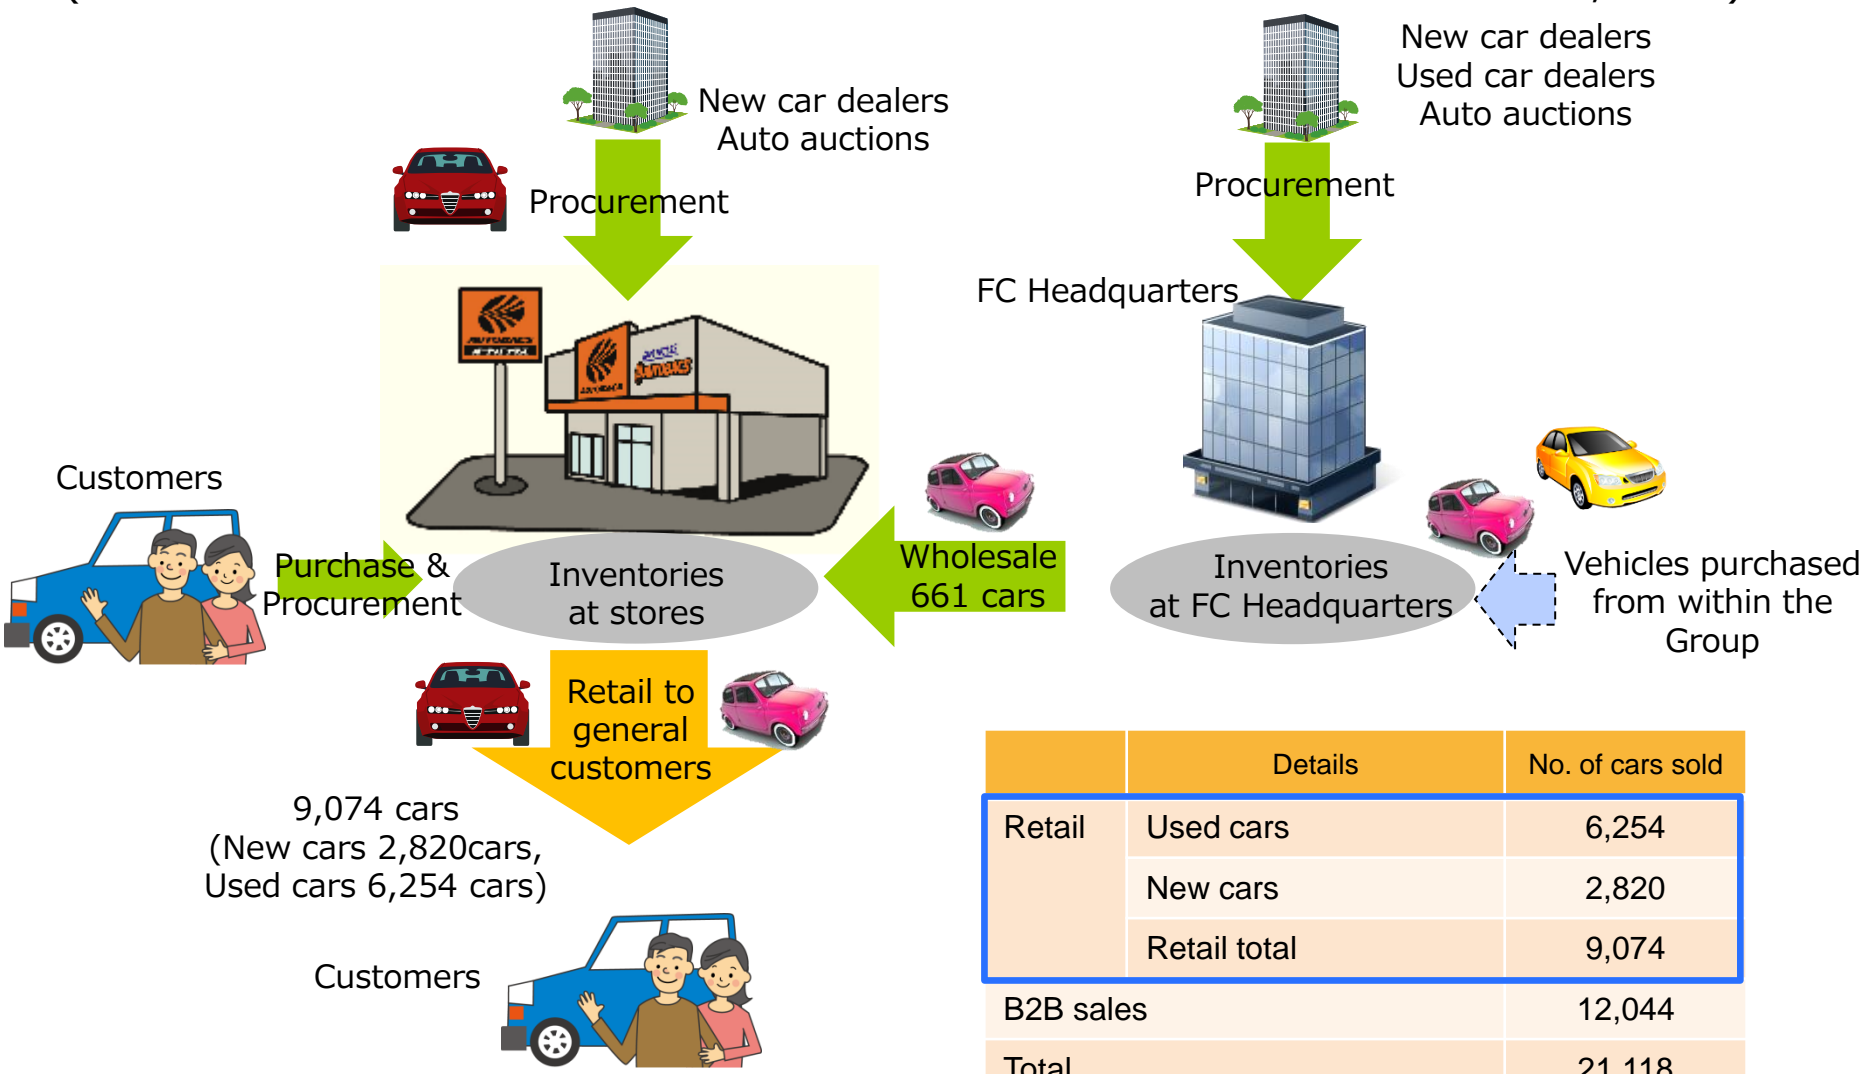 New car dealers
Auto auctions
New car dealers
Used car dealers
Auto auctions
Procurement
Procurement
FC Headquarters
AUTOBACS
AUTOBACS
Customers
Purchase &
Procurement
Inventories
at stores
Wholesale
661 cars
Inventories
at FC Headquarters
Vehicles purchased
from within the
Group
Retail to
general
customers
9,074 cars
(New cars 2,820cars,
Used cars 6,254 cars)
Customers
Details No. of cars sold
Retail Used cars 6,254
New cars 2,820
Retail total 9,074
B2B sales 12,044
Total 21,118